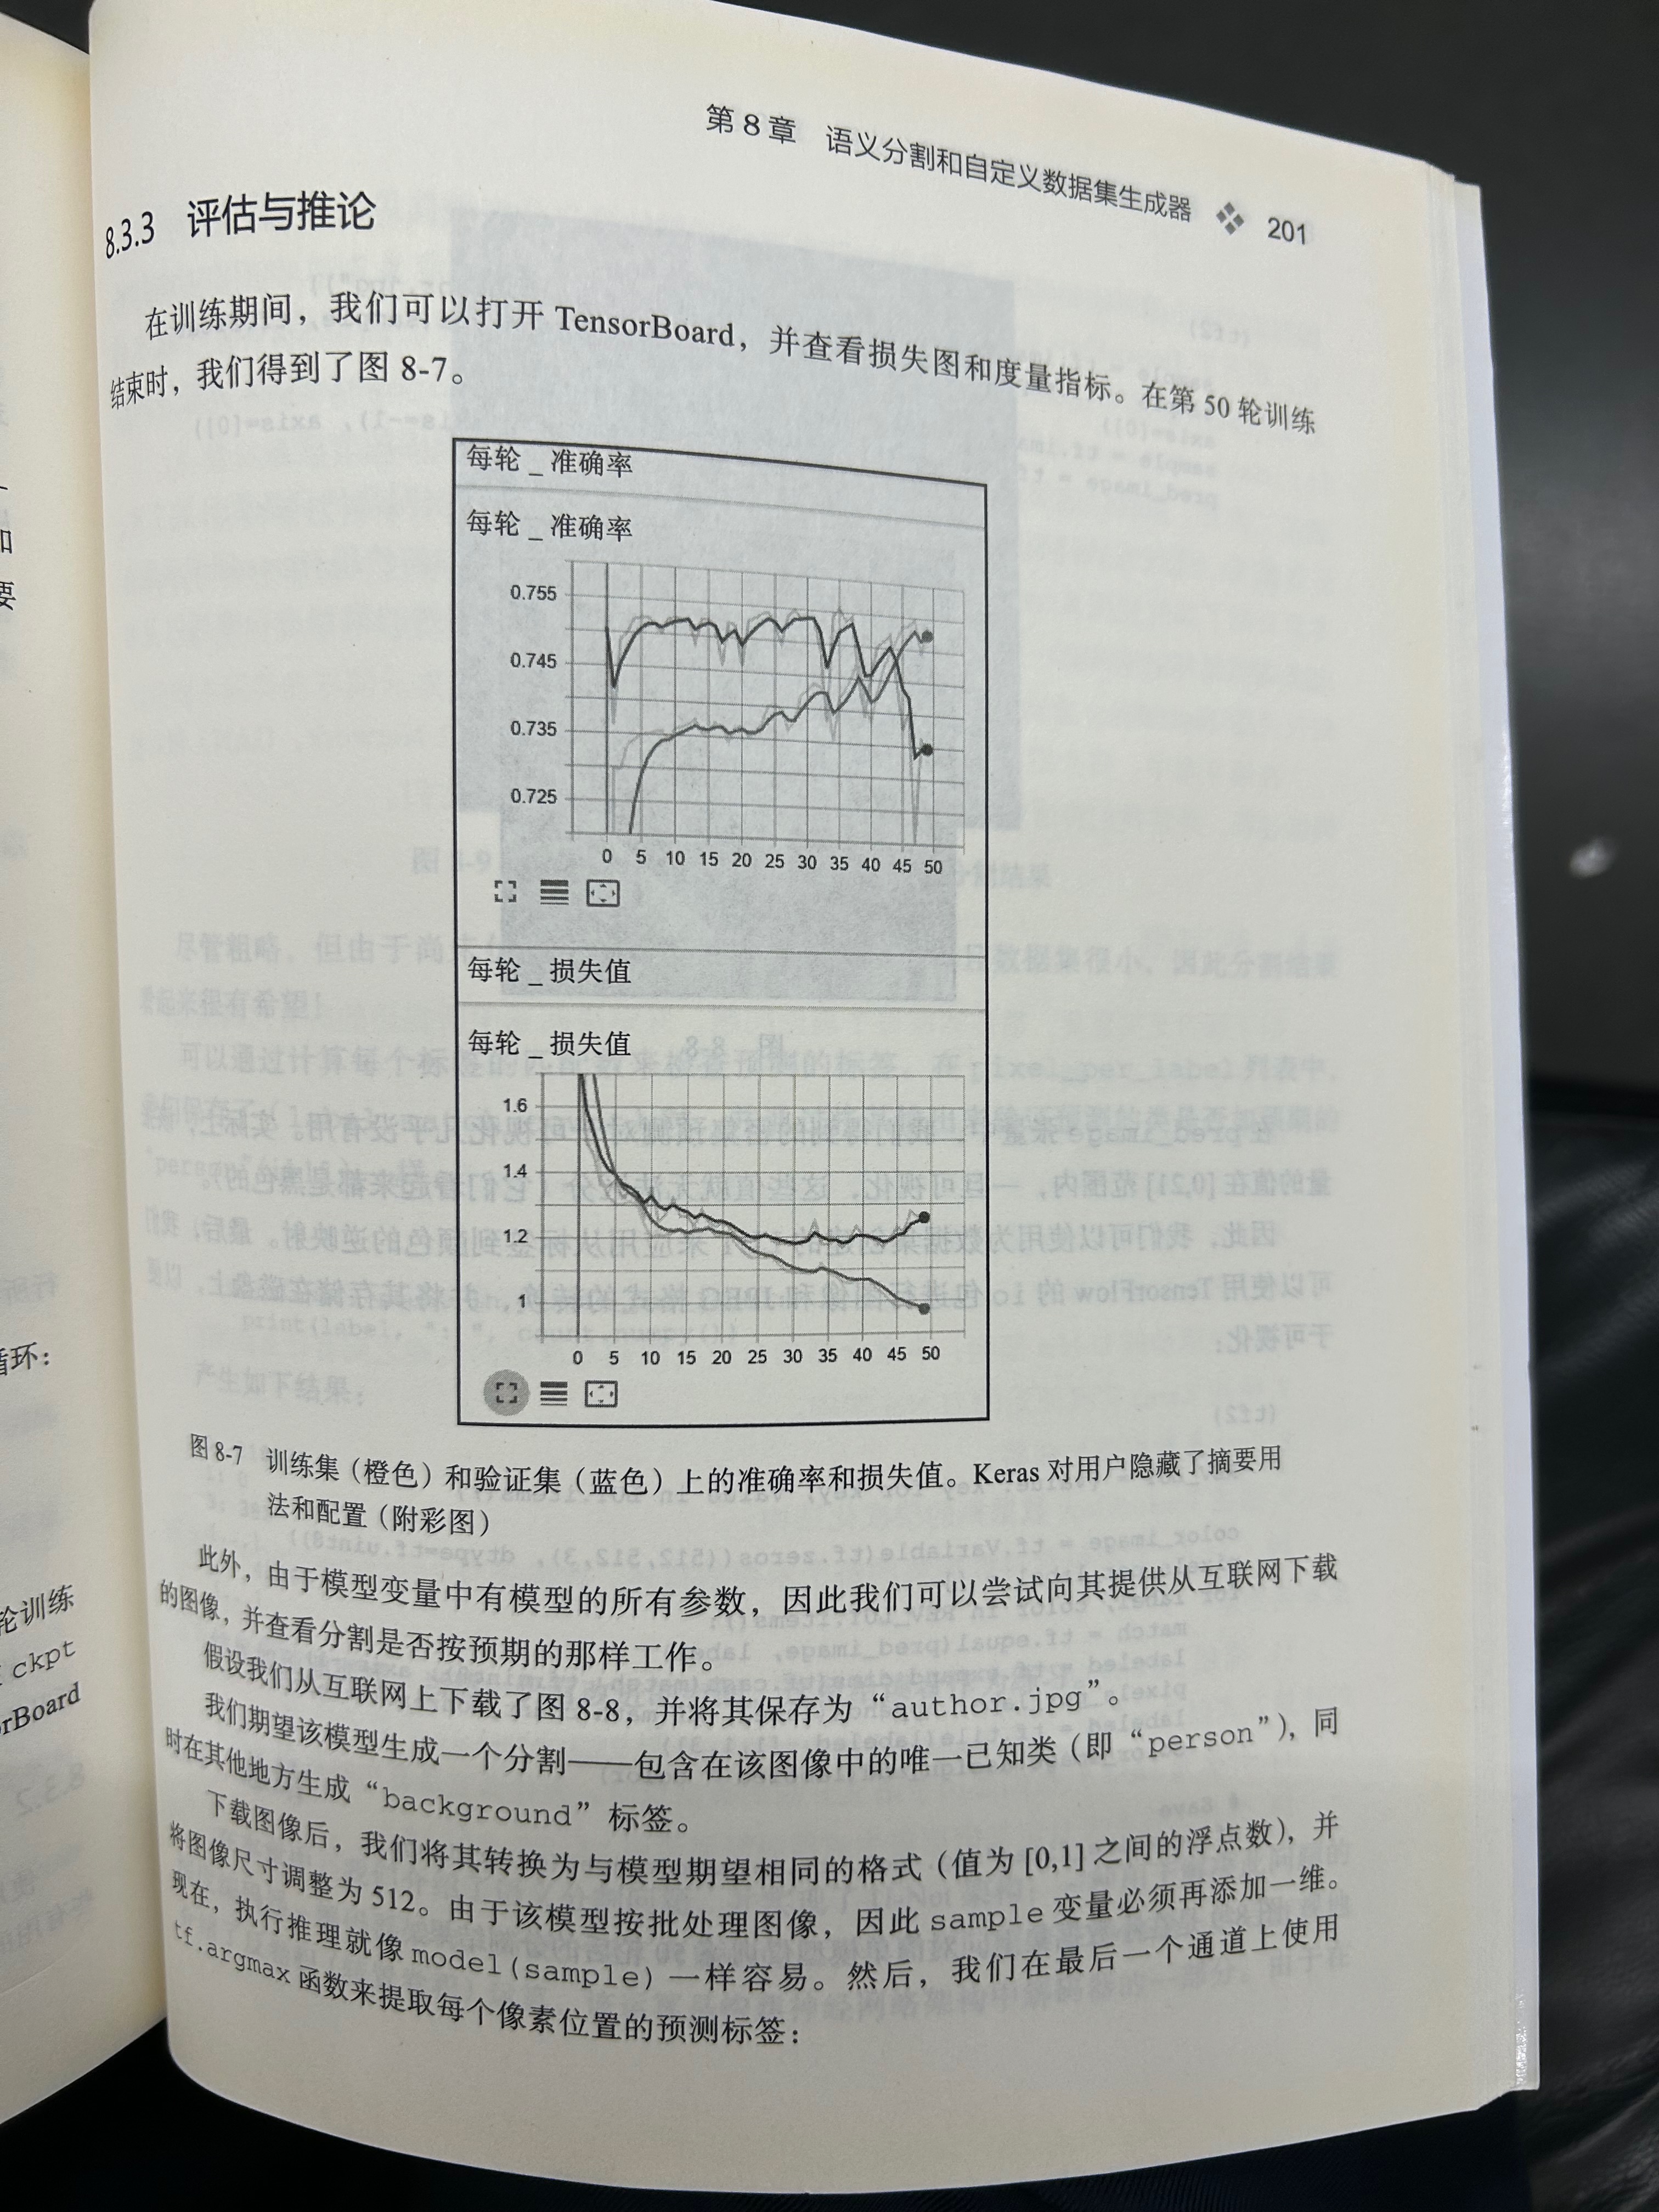 第 8 章 语义分割和自定义数据集生成器 201
8.3.3 评估与推论
在训练期间，我们可以打开 TensorBoard，并查看损失图和度量指标。在第 50 轮训练
结束时，我们得到了图 8-7。
每轮 _ 准确率
每轮 _ 准确率
0.755
0.745
0.735
0.725
0 5 10 15 20 25 30 35 40 45 50
每轮 _ 损失值
每轮 _ 损失值
1.6
1.4
1.2
1
0 5 10 15 20 25 30 35 40 45 50
图 8-7 训练集（橙色）和验证集（蓝色）上的准确率和损失值。Keras 对用户隐藏了摘要用
法和配置（附彩图）
此外，由于模型变量中有模型的所有参数，因此我们可以尝试向其提供从互联网下载
的图像，并查看分割是否按预期的那样工作。
假设我们从互联网上下载了图 8-8，并将其保存为“author.jpg”。
我们期望该模型生成一个分割——包含在该图像中的唯一已知类（即“person”），同
时在其他地方生成“background”标签。
下载图像后，我们将其转换为与模型期望相同的格式（值为 [0,1] 之间的浮点数），并
将图像尺寸调整为 512。由于该模型按批处理图像，因此 sample 变量必须再添加一维。
现在，执行推理就像 model(sample) 一样容易。然后，我们在最后一个通道上使用
tf.argmax 函数来提取每个像素位置的预测标签：
要
循环：
轮训练
ckpt
rBoard